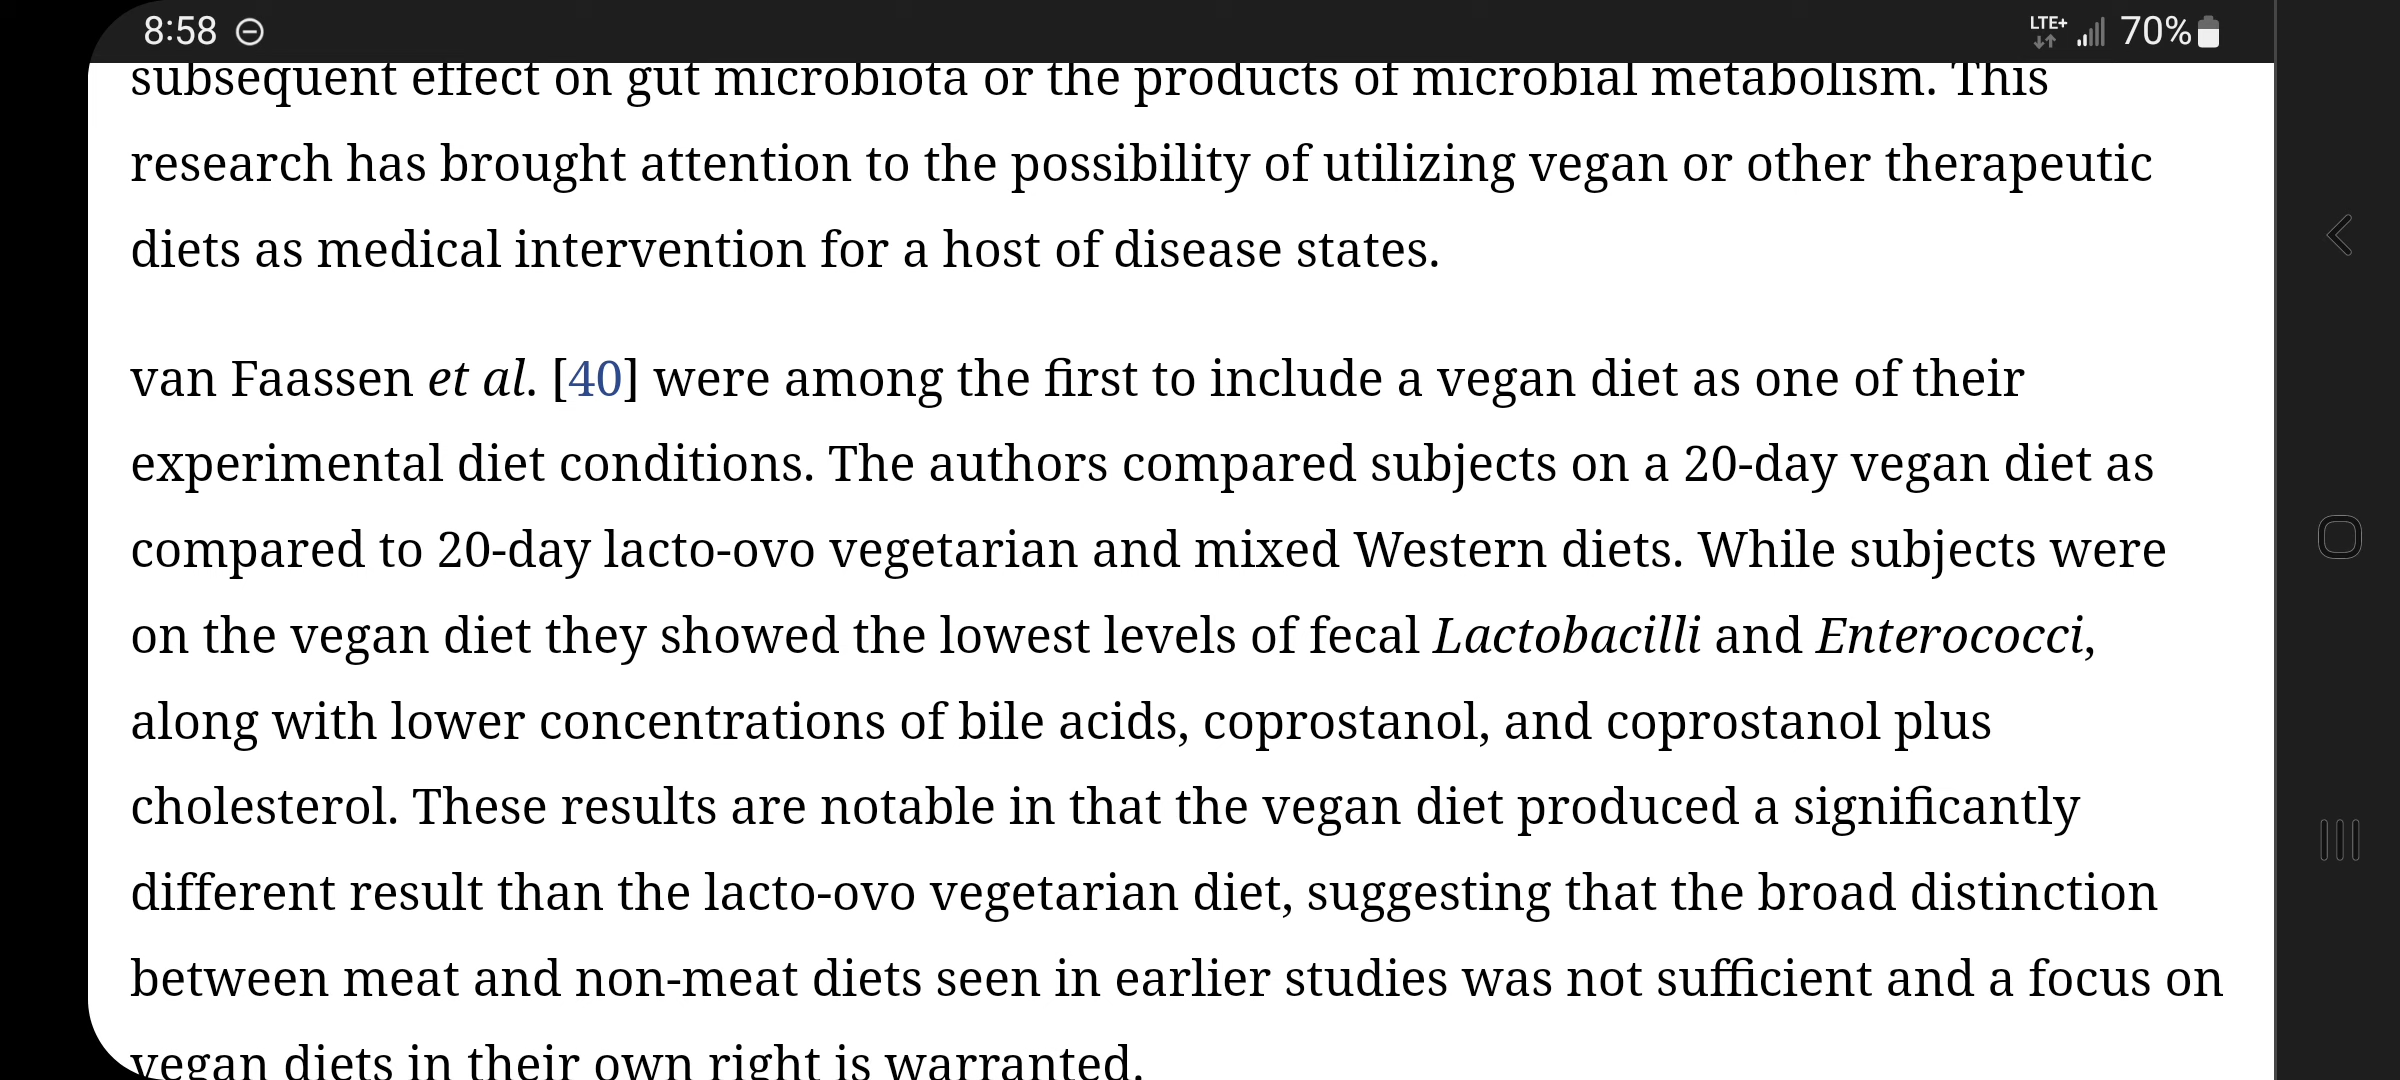 8:58
LTE+ 70%
subsequent effect on gut microbiota or the products of microbial metabolism. This
research has brought attention to the possibility of utilizing vegan or other therapeutic
diets as medical intervention for a host of disease states.
van Faassen et al. [40] were among the first to include a vegan diet as one of their
experimental diet conditions. The authors compared subjects on a 20-day vegan diet as
compared to 20-day lacto-ovo vegetarian and mixed Western diets. While subjects were
on the vegan diet they showed the lowest levels of fecal Lactobacilli and Enterococci,
along with lower concentrations of bile acids, coprostanol, and coprostanol plus
cholesterol. These results are notable in that the vegan diet produced a significantly
different result than the lacto-ovo vegetarian diet, suggesting that the broad distinction
between meat and non-meat diets seen in earlier studies was not sufficient and a focus on
vegan diets in their own right is warranted.